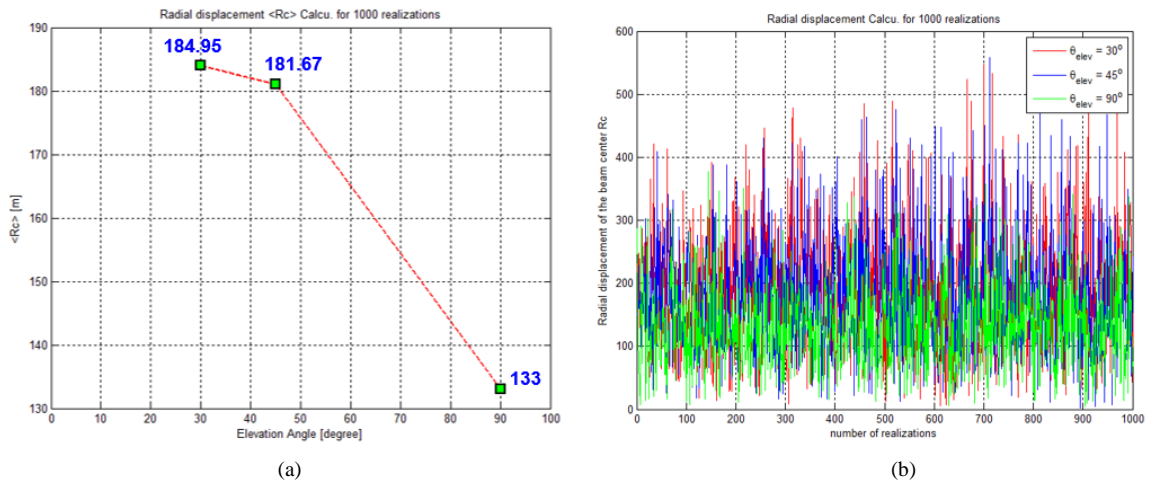 Radial displacement <Rc> Calcu. for 1000 realizations
190
180
170
160
150
140
130
<Rc> [m]
184.95
181.67
133
0 10 20 30 40 50 60 70 80 90 100
Elevation Angle [degree]
(a)
Radial displacement Calcu. for 1000 realizations
600
500
400
300
200
100
0
Radial displacement of the beam center Rc
θelev = 30⁰
θelev = 45⁰
θelev = 90⁰
0 100 200 300 400 500 600 700 800 900 1000
number of realizations
(b)